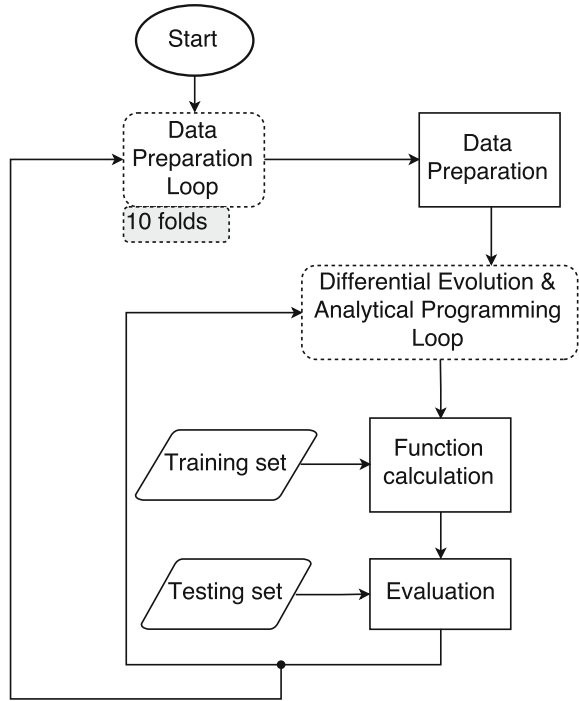 Start
Data
Preparation
Loop
10 folds
Data
Preparation
Differential Evolution &
Analytical Programming
Loop
Training set
Function
calculation
Testing set
Evaluation